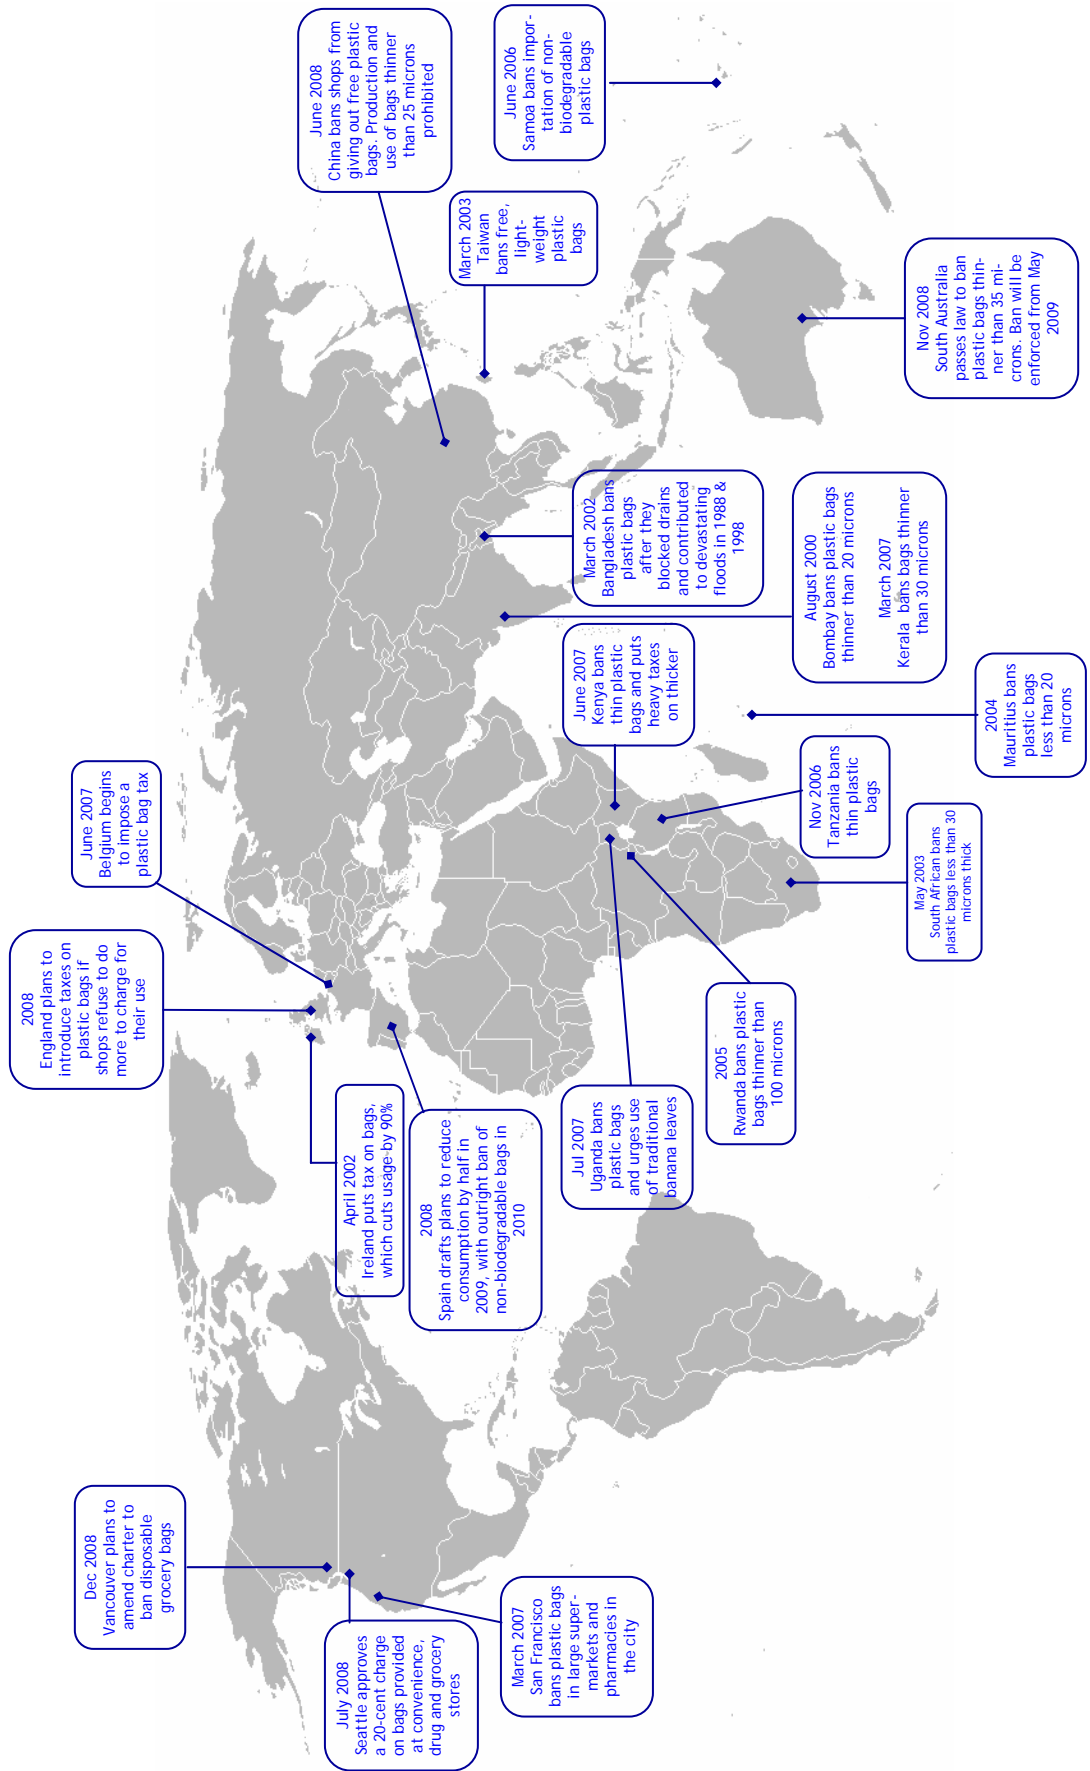 Dec 2008
Vancouver plans to
amend charter to
ban disposable
grocery bags
July 2008
Seattle approves
a 20-cent charge
on bags provided
at convenience,
drug and grocery
stores
March 2007
San Francisco
bans plastic bags
in large super-
markets and
pharmacies in
the city
2008
England plans to
introduce taxes on
plastic bags if
shops refuse to do
more to charge for
their use
June 2007
Belgium begins
to impose a
plastic bag tax
April 2002
Ireland puts tax on bags,
which cuts usage by 90%
2008
Spain drafts plans to reduce
consumption by half in
2009, with outright ban of
non-biodegradable bags in
2010
Jul 2007
Uganda bans
plastic bags
and urges use
of traditional
banana leaves
2005
Rwanda bans plastic
bags thinner than
100 microns
May 2003
South African bans
plastic bags less than 30
microns thick
Nov 2006
Tanzania bans
thin plastic
bags
June 2007
Kenya bans
thin plastic
bags and puts
heavy taxes
on thicker
2004
Mauritius bans
plastic bags
less than 20
microns
August 2000
Bombay bans plastic bags
thinner than 20 microns
March 2007
Kerala bans bags thinner
than 30 microns
March 2002
Bangladesh bans
plastic bags
after they
blocked drains
and contributed
to devastating
floods in 1988 &
1998
June 2008
China bans shops from
giving out free plastic
bags. Production and
use of bags thinner
than 25 microns
prohibited
March 2003
Taiwan
bans free,
light-
weight
plastic
bags
June 2006
Samoa bans impor-
tation of non-
biodegradable
plastic bags
Nov 2008
South Australia
passes law to ban
plastic bags thin-
ner than 35 mi-
crons. Ban will be
enforced from May
2009